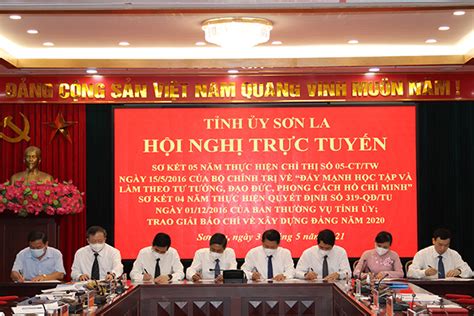 ĐẢNG CỘNG SẢN VIỆT NAM QUANG VINH MUÔN NĂM!
TỈNH ỦY SƠN LA
HỘI NGHỊ TRỰC TUYẾN
SƠ KẾT 05 NĂM THỰC HIỆN CHỈ THỊ SỐ 05-CT/TW
NGÀY 15/5/2016 CỦA BỘ CHÍNH TRỊ VỀ “ĐẨY MẠNH HỌC TẬP VÀ
LÀM THEO TƯ TƯỞNG, ĐẠO ĐỨC, PHONG CÁCH HỒ CHÍ MINH”
SƠ KẾT 04 NĂM THỰC HIỆN QUYẾT ĐỊNH SỐ 319-QĐ/TU
NGÀY 01/12/2016 CỦA BAN THƯỜNG VỤ TỈNH ỦY;
TRAO GIẢI BÁO CHÍ VỀ XÂY DỰNG ĐẢNG NĂM 2020
Sơn ngày 5 21